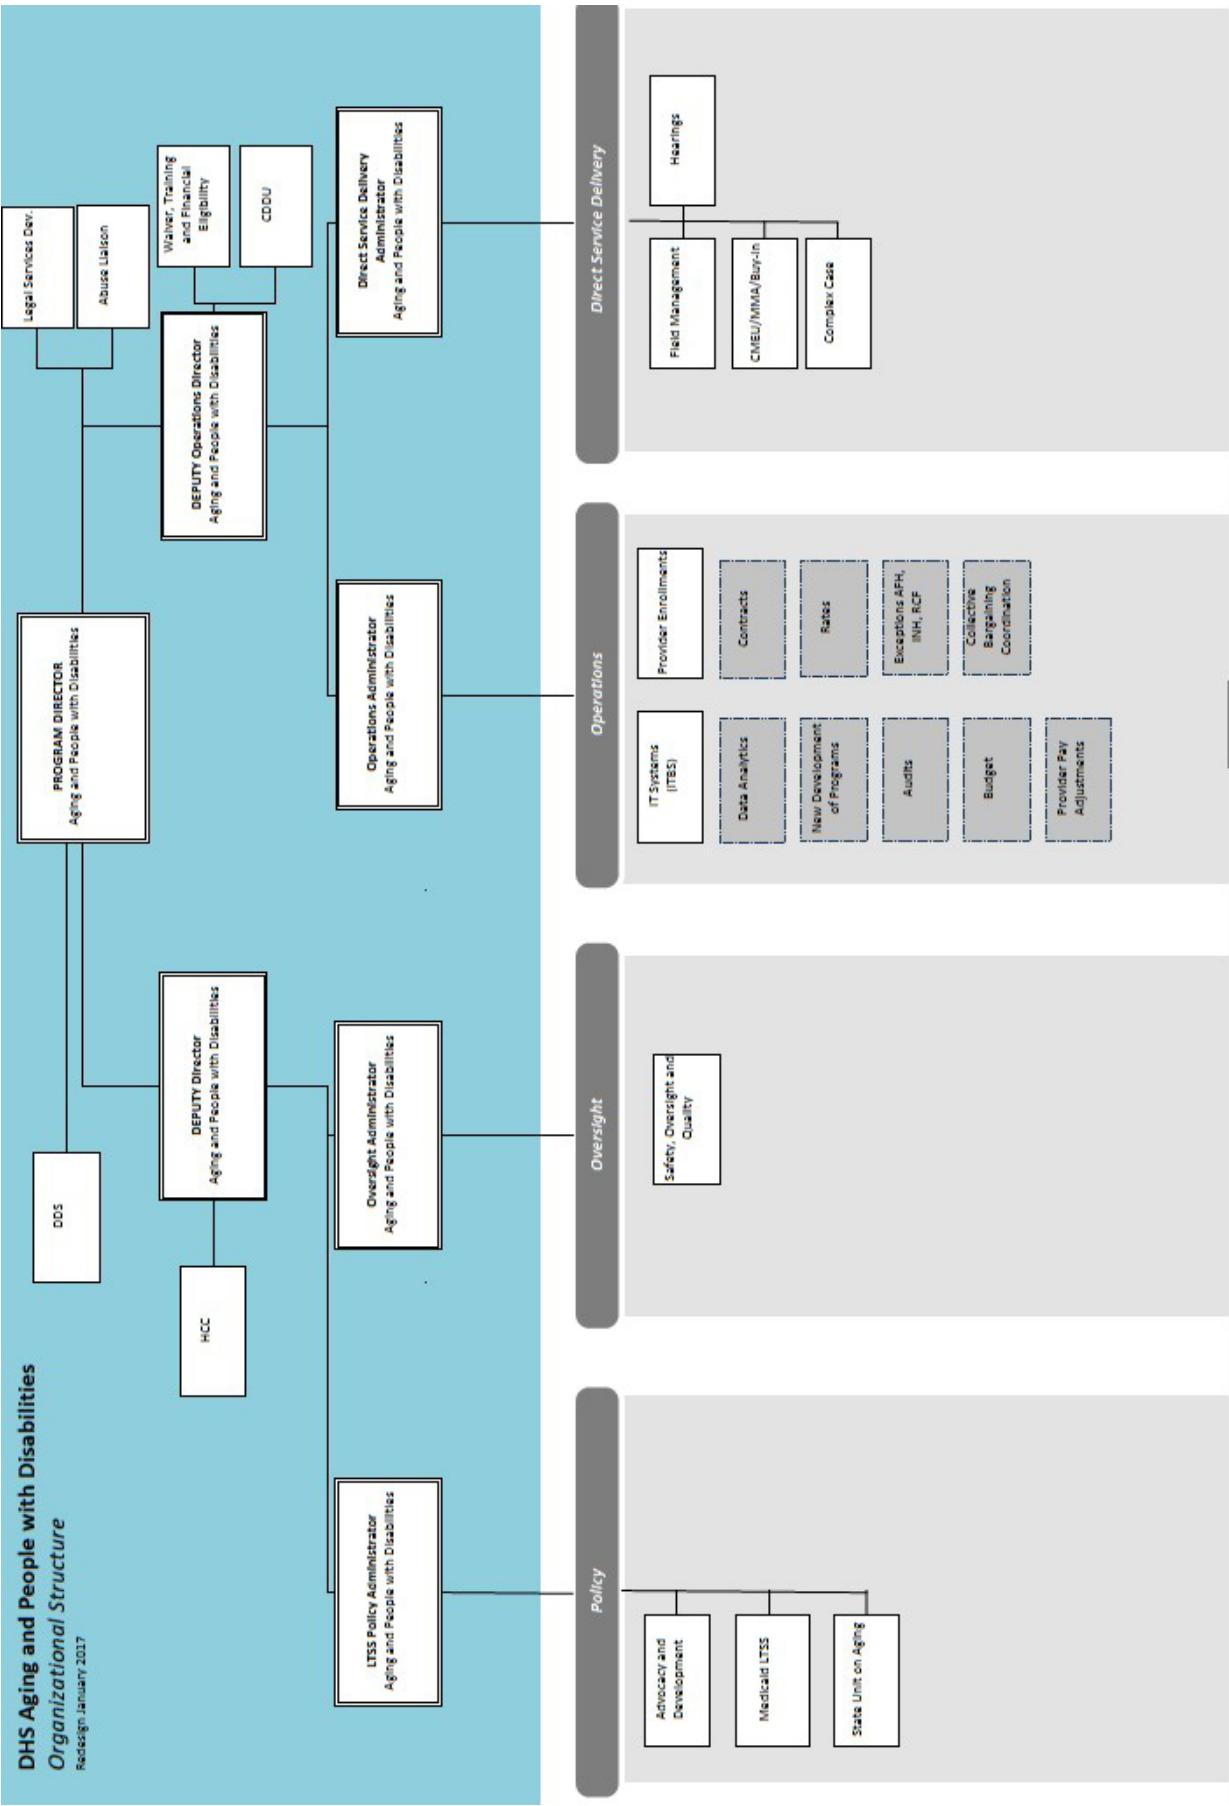 DHS Aging and People with Disabilities
Organizational Structure
Redesign January 2017
PROGRAM DIRECTOR
Aging and People with Disabilities
DDS
Legal Services Dev.
Abuse Liaison
DEPUTY Director
Aging and People with Disabilities
HCC
DEPUTY Operations Director
Aging and People with Disabilities
Waiver, Training
and Financial
Eligibility
CDDU
LTSS Policy Administrator
Aging and People with Disabilities
Oversight Administrator
Aging and People with Disabilities
Operations Administrator
Aging and People with Disabilities
Direct Service Delivery
Administrator
Aging and People with Disabilities
Policy
Oversight
Operations
Direct Service Delivery
Advocacy and
Development
Medicaid LTSS
State Unit on Aging
Safety, Oversight and
Quality
IT Systems
(ITBS)
Data Analytics
New Development
of Programs
Audits
Budget
Provider Pay
Adjustments
Provider Enrollments
Contracts
Rates
Exceptions AFH,
INH, RCF
Collective
Bargaining
Coordination
Field Management
Hearings
CMEU/MMA/Buy-In
Complex Case